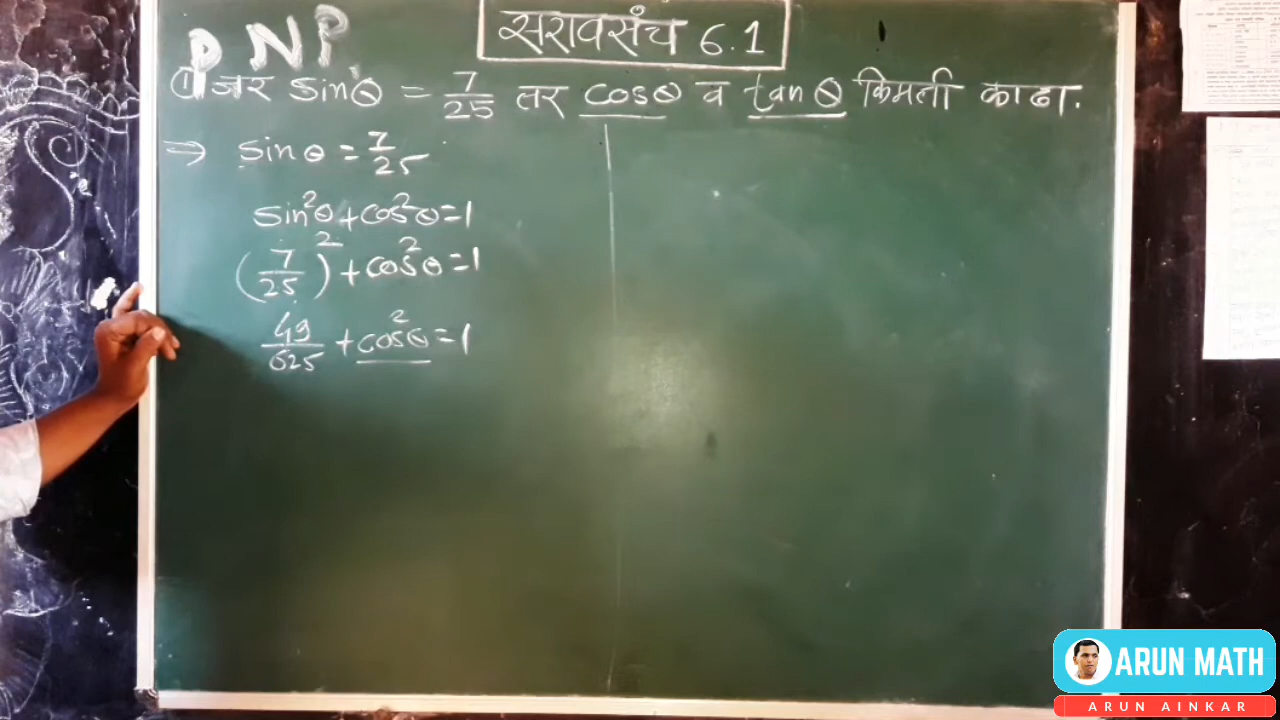 सरावसंच 6.1
DNP.
① जर sinθ = 7/25 तर cosθ व tanθ किमती काढा.
⇒ sinθ = 7/25
sin²θ + cos²θ = 1
(7/25)² + cos²θ = 1
49/625 + cos²θ = 1
ARUN MATH
ARUN AINKAR